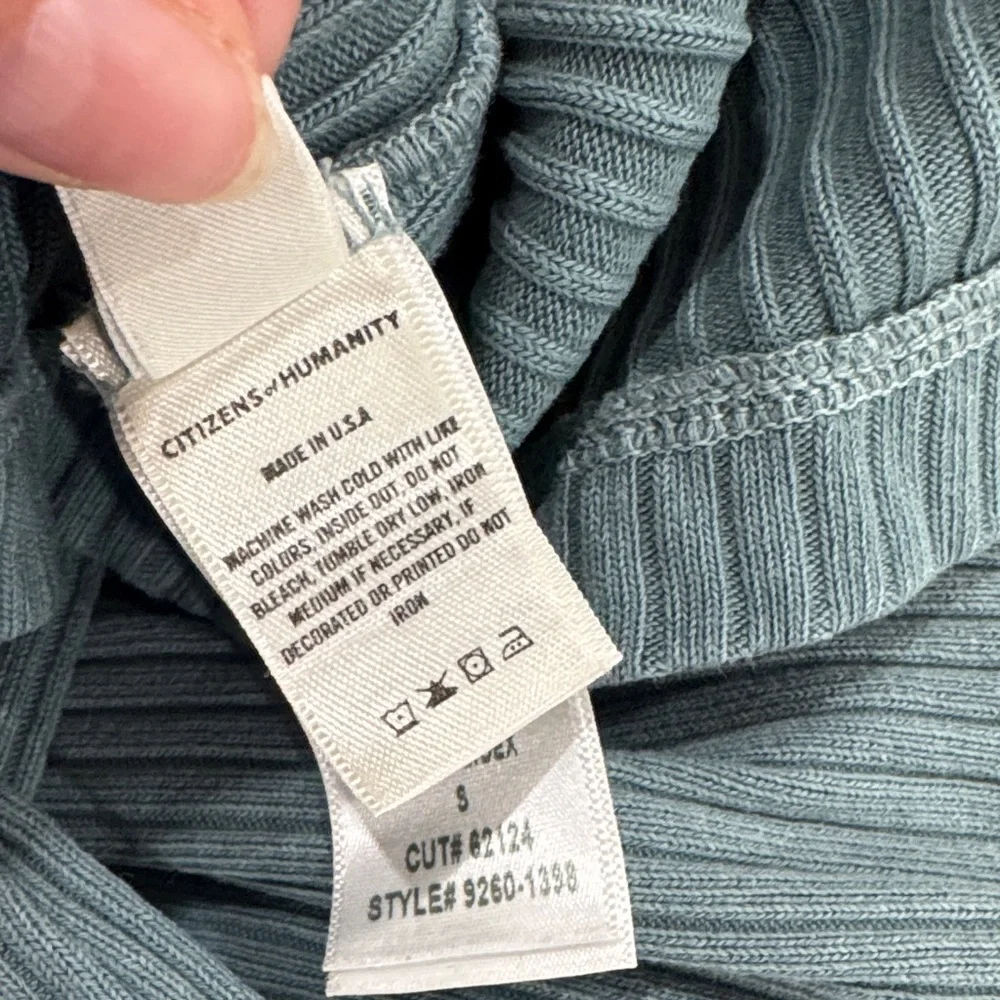 CITIZENS of HUMANITY
MADE IN U.S.A
MACHINE WASH COLD WITH LIKE
COLORS, INSIDE OUT, DO NOT
BLEACH, TUMBLE DRY LOW, IRON
MEDIUM IF NECESSARY, IF
DECORATED OR PRINTED DO NOT
IRON
S
CUT# 62124
STYLE# 9260-1398